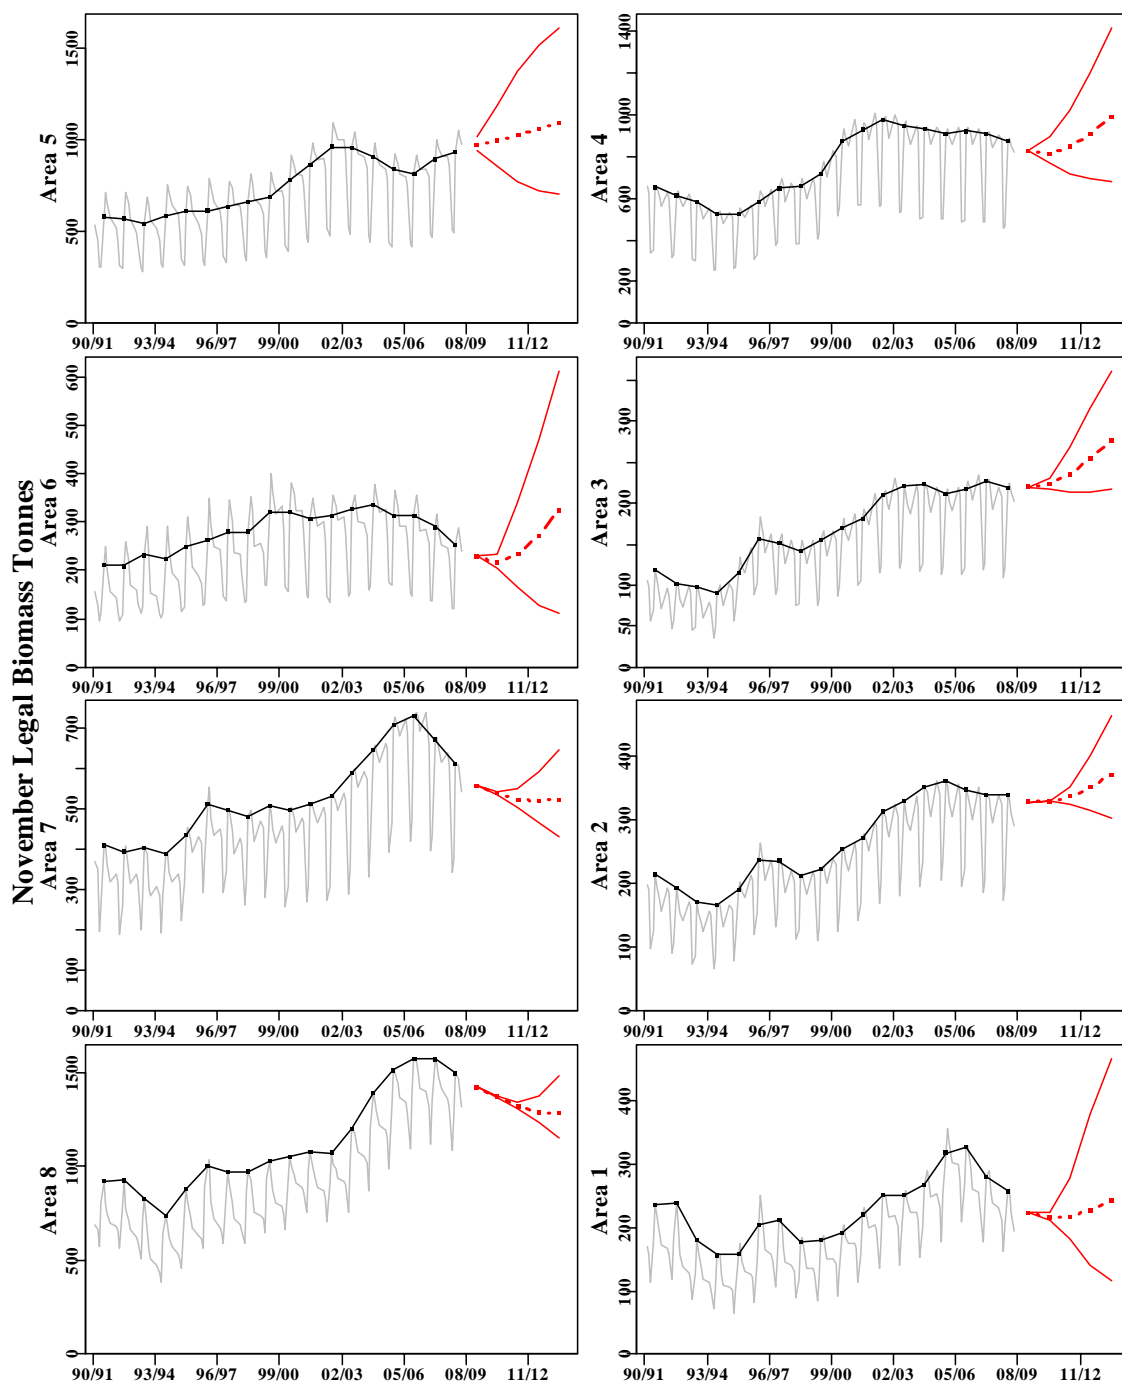 November Legal Biomass Tonnes
Area 5
0 500 1000 1500
90/91 93/94 96/97 99/00 02/03 05/06 08/09 11/12
Area 4
200 600 1000 1400
0
90/91 93/94 96/97 99/00 02/03 05/06 08/09 11/12
Area 6
0 100 200 300 400 500 600
90/91 93/94 96/97 99/00 02/03 05/06 08/09 11/12
Area 3
0 50 100 200 300
90/91 93/94 96/97 99/00 02/03 05/06 08/09 11/12
Area 7
0 100 300 500 700
90/91 93/94 96/97 99/00 02/03 05/06 08/09 11/12
Area 2
0 100 200 300 400
90/91 93/94 96/97 99/00 02/03 05/06 08/09 11/12
Area 8
0 500 1000 1500
90/91 93/94 96/97 99/00 02/03 05/06 08/09 11/12
Area 1
0 100 200 300 400
90/91 93/94 96/97 99/00 02/03 05/06 08/09 11/12